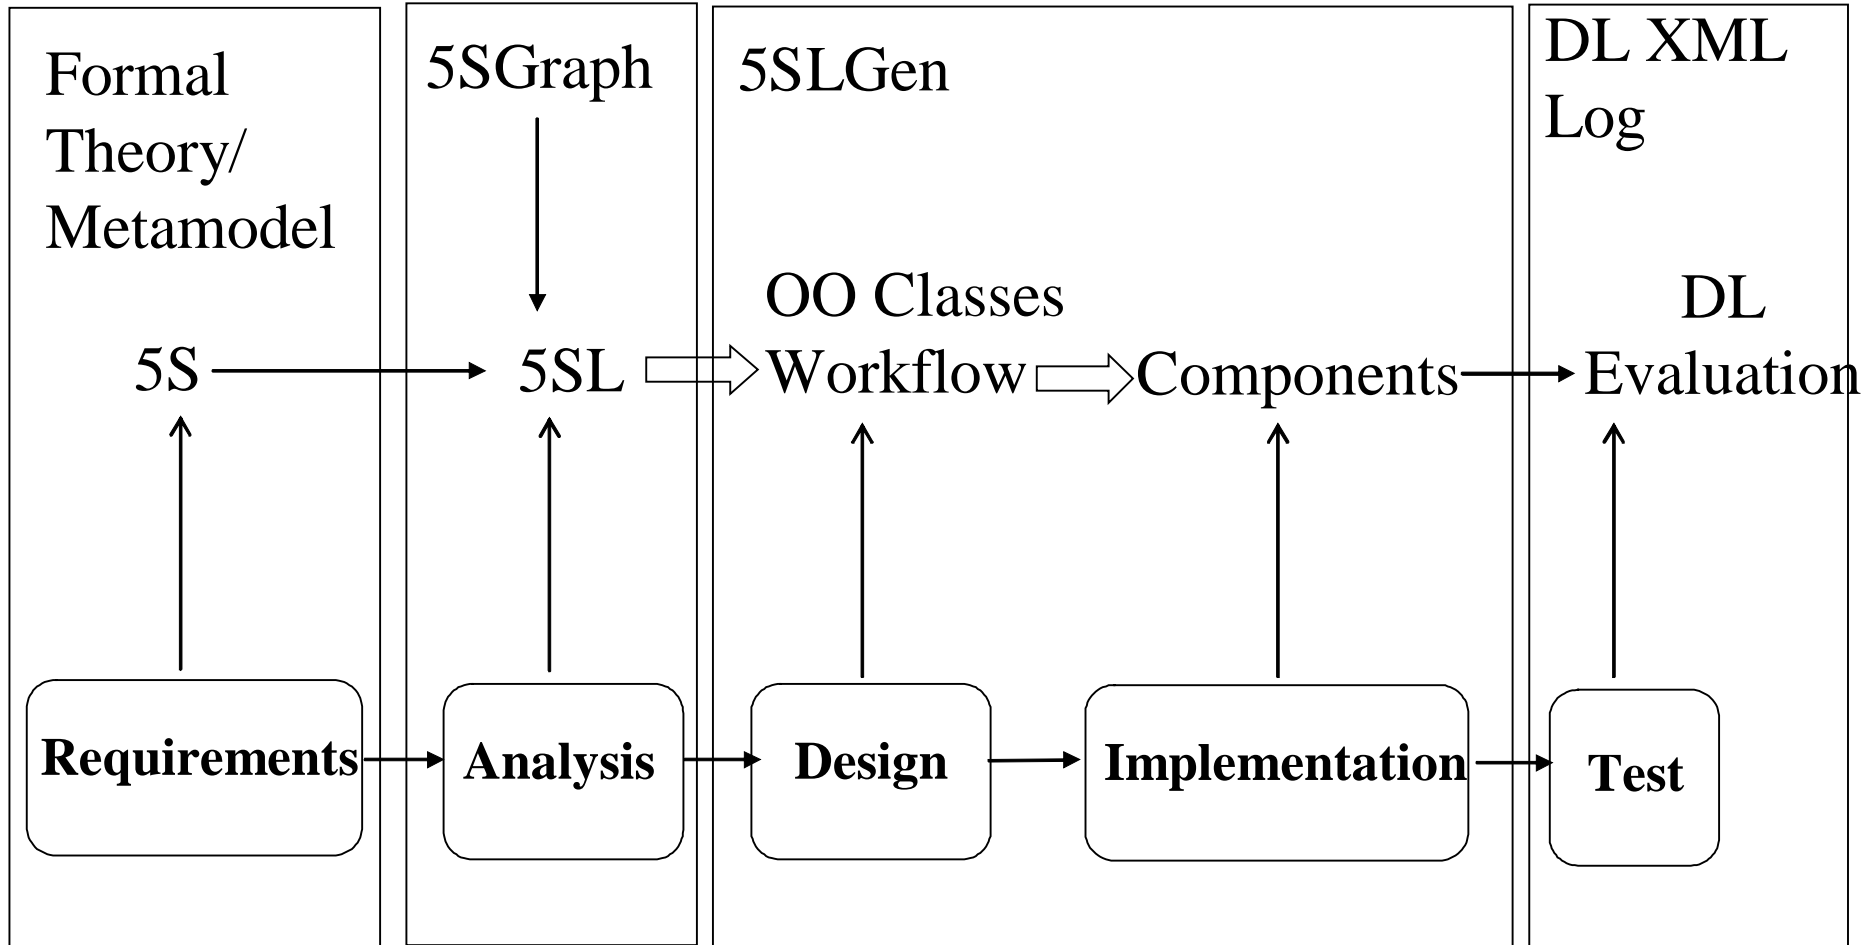 Formal
Theory/
Metamodel
5SGraph
5SLGen
DL XML
Log
5S
5SL
OO Classes
Workflow
Components
DL
Evaluation
Requirements
Analysis
Design
Implementation
Test